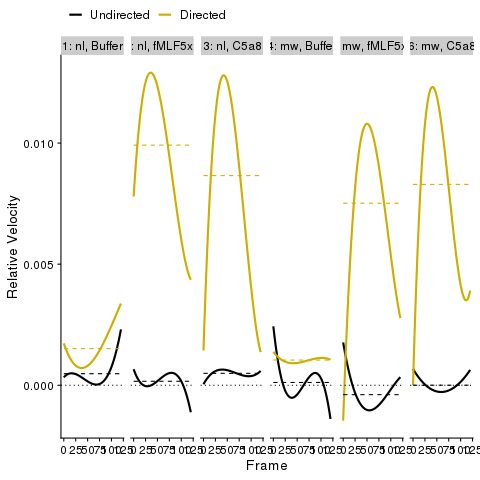 Undirected Directed
1: nl, Buffer : nl, fMLF5x 3: nl, C5a8 4: mw, Buffe mw, fMLF5x 6: mw, C5a8
0.010
0.005
0.000
Relative Velocity
Frame